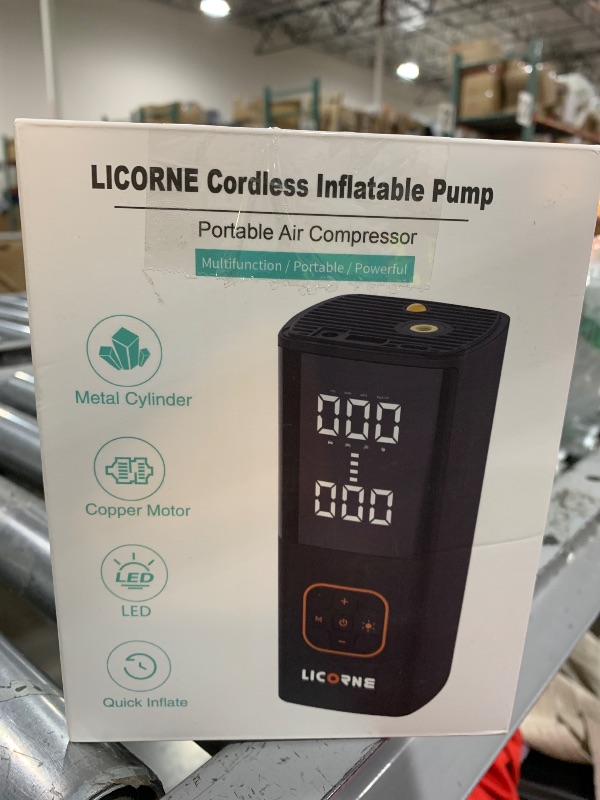 LICORNE Cordless Inflatable Pump
Portable Air Compressor
Multifunction / Portable / Powerful
Metal Cylinder
Copper Motor
LED
LED
Quick Inflate
000
000
+
M
−
LICORNE